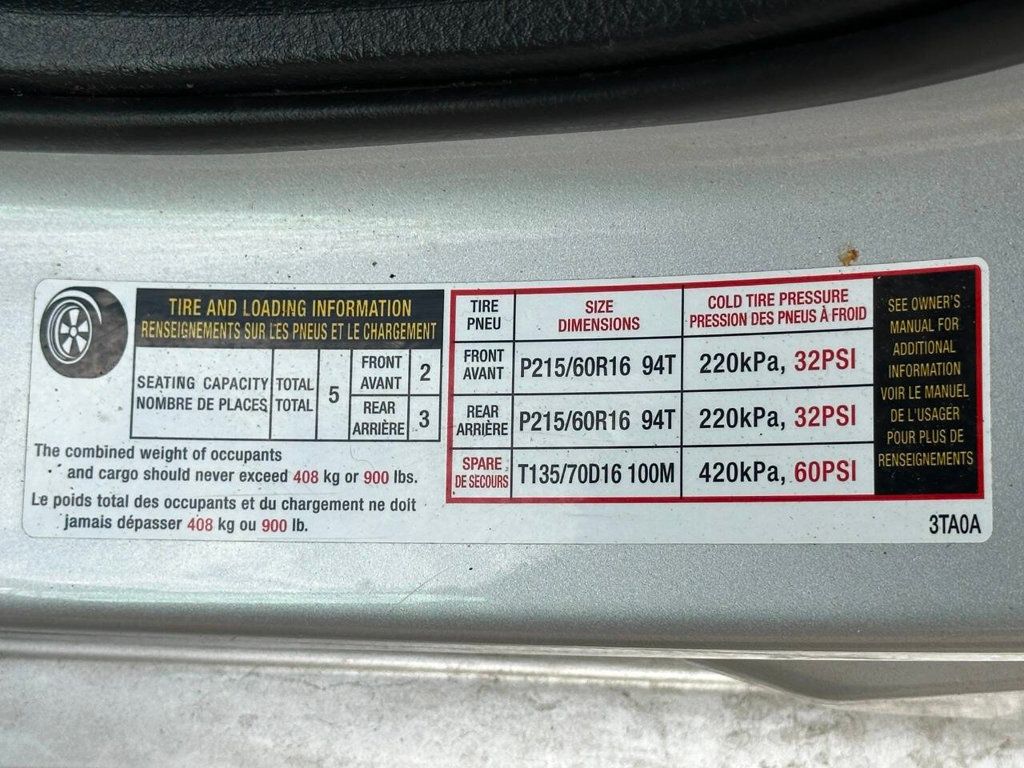 TIRE AND LOADING INFORMATION
RENSEIGNEMENTS SUR LES PNEUS ET LE CHARGEMENT
SEATING CAPACITY
NOMBRE DE PLACES
TOTAL
TOTAL
5
FRONT
AVANT
2
REAR
ARRIÈRE
3
The combined weight of occupants
and cargo should never exceed 408 kg or 900 lbs.
Le poids total des occupants et du chargement ne doit
jamais dépasser 408 kg ou 900 lb.
TIRE
PNEU
SIZE
DIMENSIONS
COLD TIRE PRESSURE
PRESSION DES PNEUS À FROID
FRONT
AVANT
P215/60R16 94T
220kPa, 32PSI
REAR
ARRIÈRE
P215/60R16 94T
220kPa, 32PSI
SPARE
DE SECOURS
T135/70D16 100M
420kPa, 60PSI
SEE OWNER'S
MANUAL FOR
ADDITIONAL
INFORMATION
VOIR LE MANUEL
DE L'USAGER
POUR PLUS DE
RENSEIGNEMENTS
3TA0A